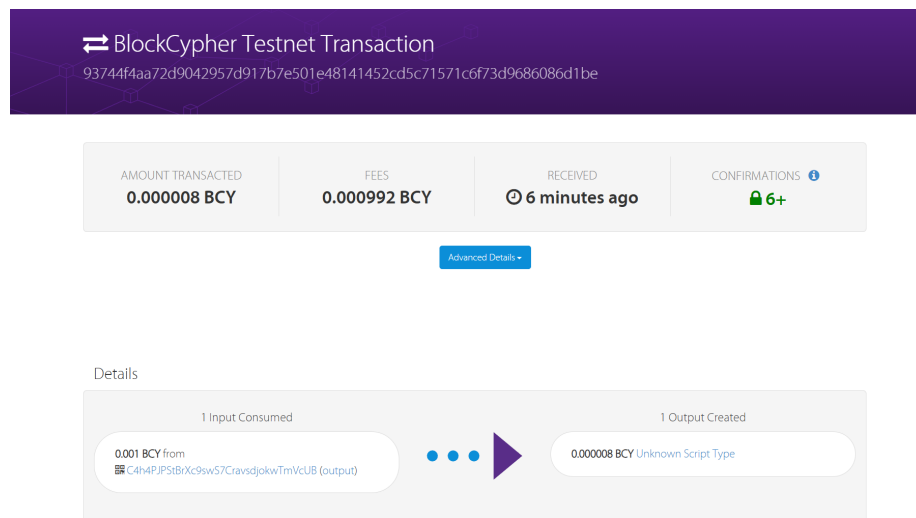 BlockCypher Testnet Transaction
93744f4aa72d9042957d917b7e501e48141452cd5c71571c6f73d9686086d1be
AMOUNT TRANSACTED
0.000008 BCY
FEES
0.000992 BCY
RECEIVED
6 minutes ago
CONFIRMATIONS
6+
Advanced Details
Details
1 Input Consumed
0.001 BCY from
C4h4PJPStBrXc9swS7CravsdjokwTmVcUB (output)
1 Output Created
0.000008 BCY Unknown Script Type